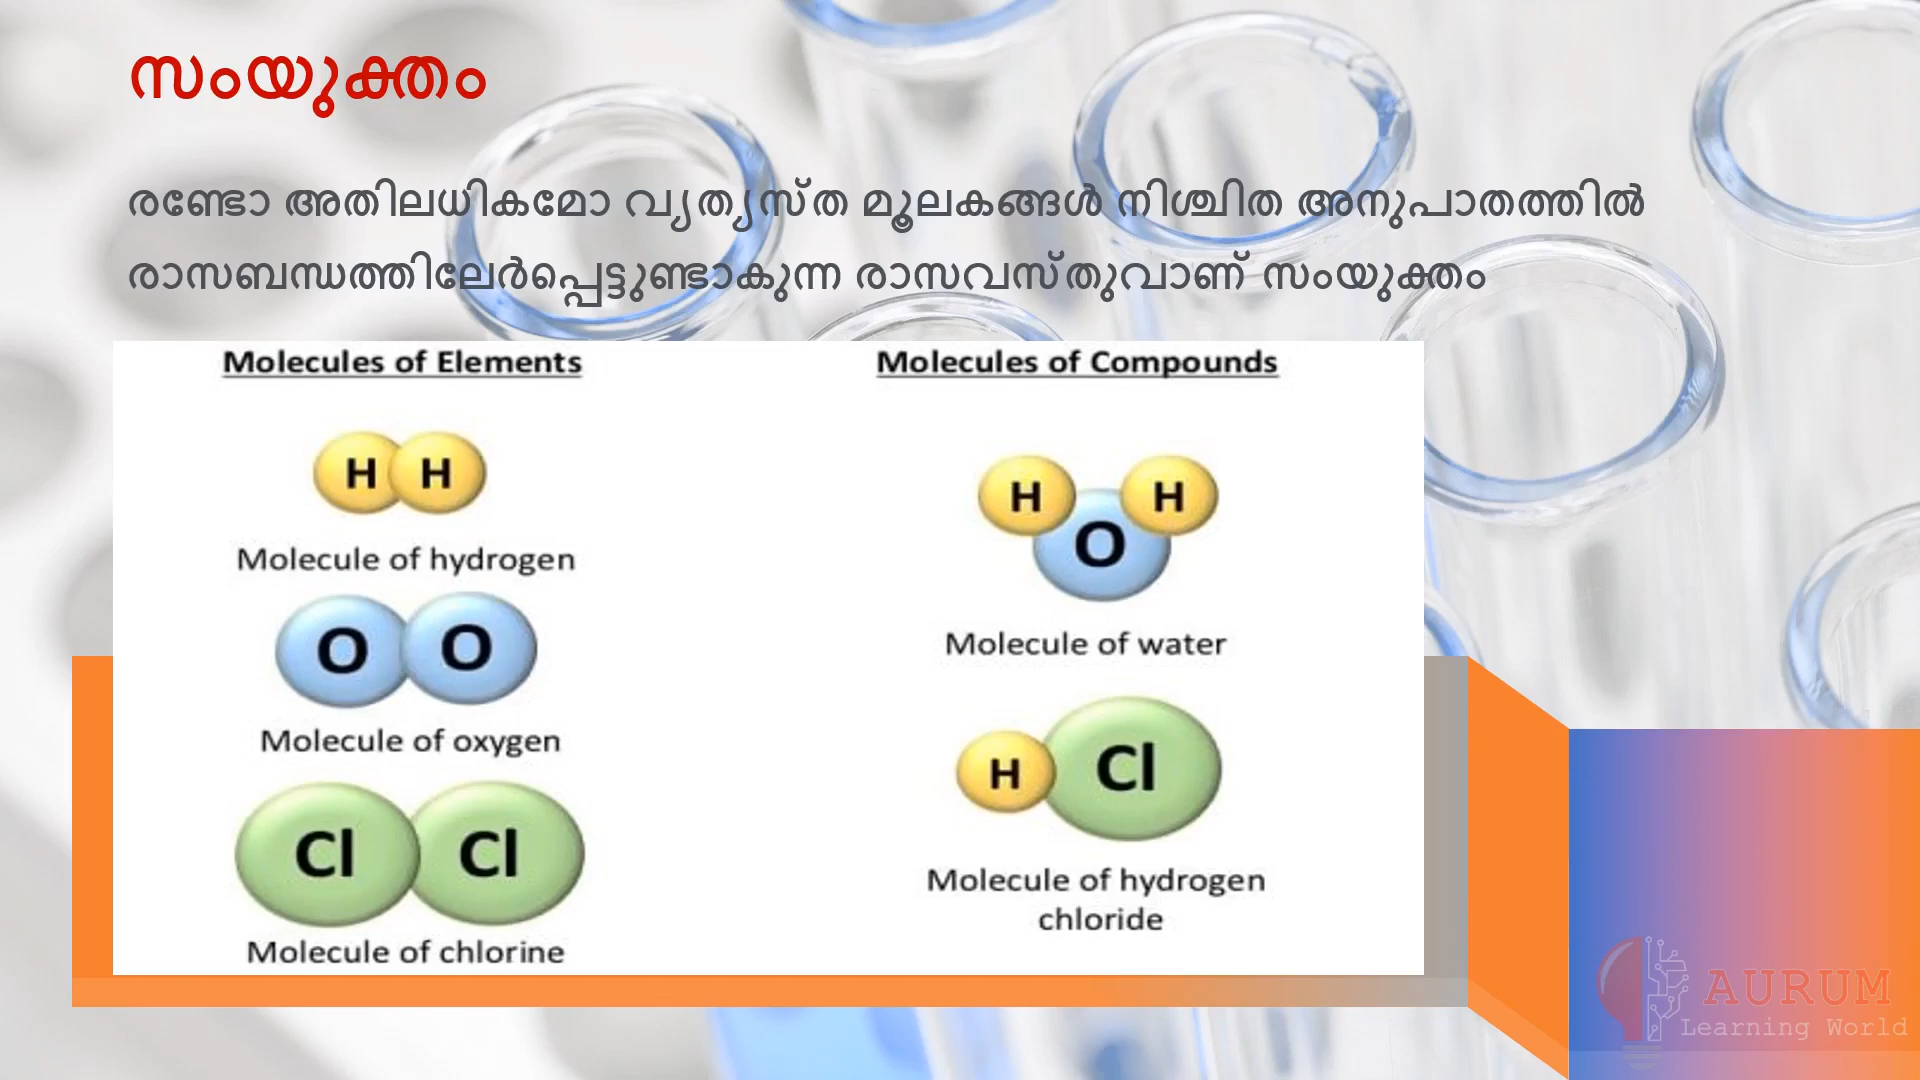 സംയുക്തം
രണ്ടോ അതിലധികമോ വ്യത്യസ്ത മൂലകങ്ങൾ നിശ്ചിത അനുപാതത്തിൽ
രാസബന്ധത്തിലേർപ്പെട്ടുണ്ടാകുന്ന രാസവസ്തുവാണ് സംയുക്തം
Molecules of Elements
H H
Molecule of hydrogen
O O
Molecule of oxygen
Cl Cl
Molecule of chlorine
Molecules of Compounds
H H
O
Molecule of water
H Cl
Molecule of hydrogen
chloride
AURUM
Learning World